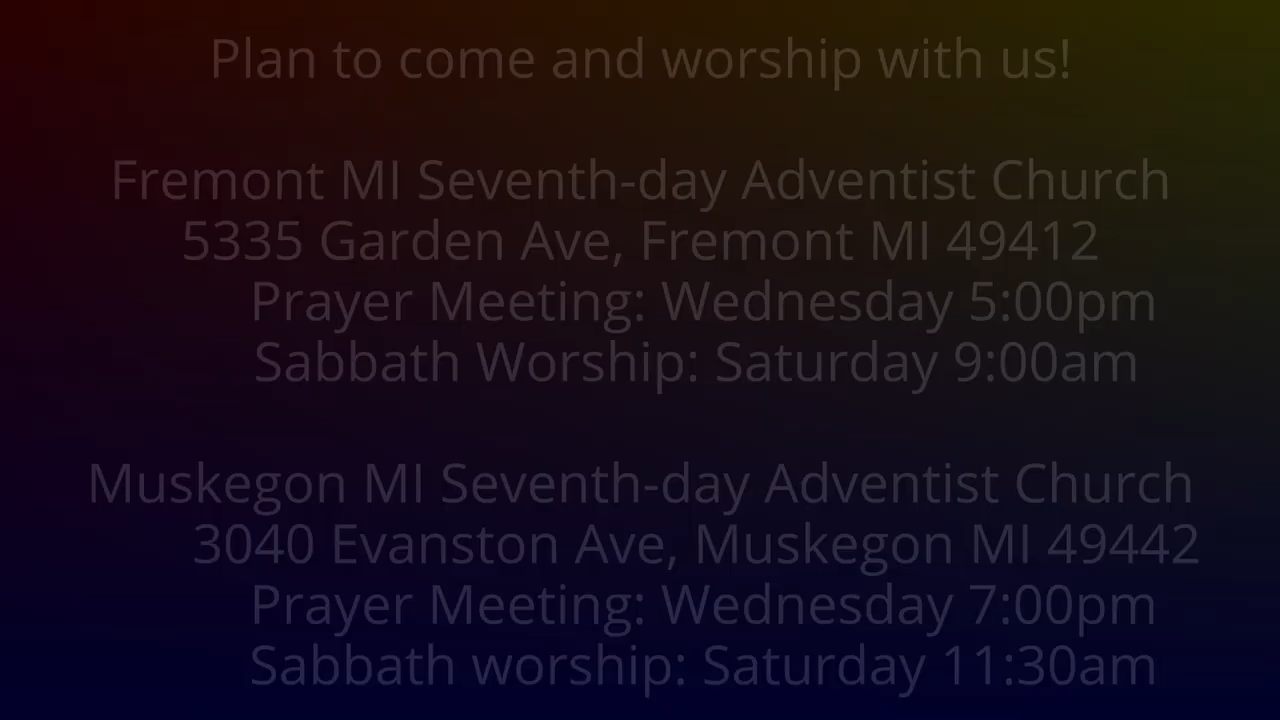 Plan to come and worship with us!
Fremont MI Seventh-day Adventist Church
5335 Garden Ave, Fremont MI 49412
Prayer Meeting: Wednesday 5:00pm
Sabbath Worship: Saturday 9:00am
Muskegon MI Seventh-day Adventist Church
3040 Evanston Ave, Muskegon MI 49442
Prayer Meeting: Wednesday 7:00pm
Sabbath worship: Saturday 11:30am